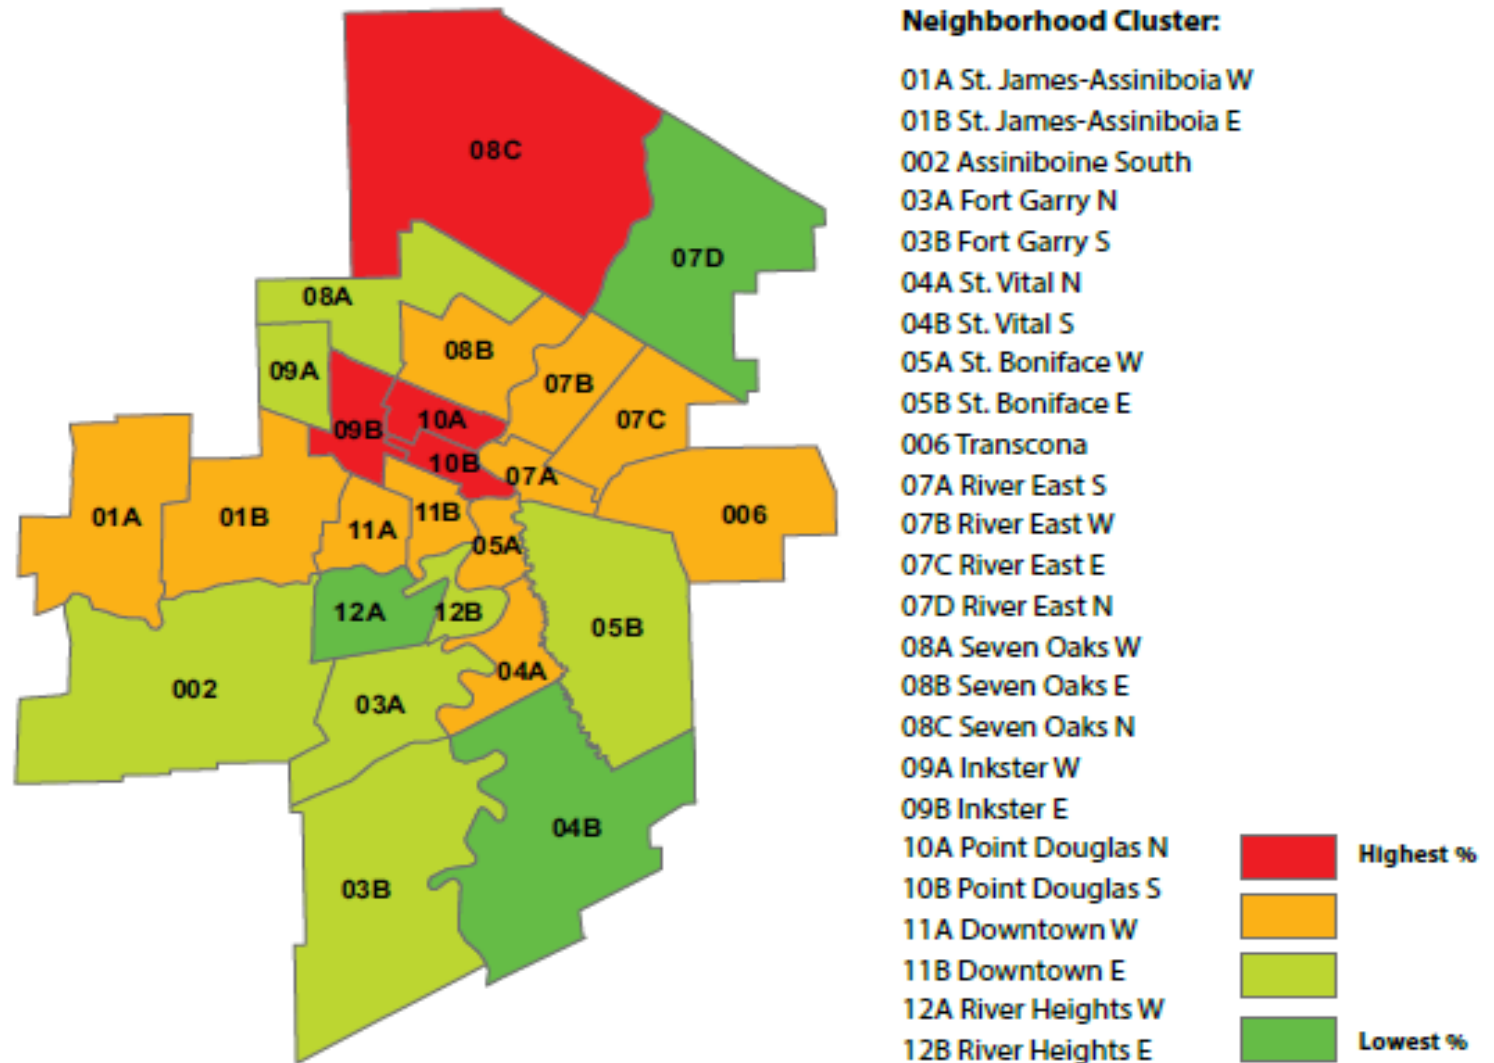 Neighborhood Cluster:
01A St. James-Assiniboia W
01B St. James-Assiniboia E
002 Assiniboine South
03A Fort Garry N
03B Fort Garry S
04A St. Vital N
04B St. Vital S
05A St. Boniface W
05B St. Boniface E
006 Transcona
07A River East S
07B River East W
07C River East E
07D River East N
08A Seven Oaks W
08B Seven Oaks E
08C Seven Oaks N
09A Inkster W
09B Inkster E
10A Point Douglas N
10B Point Douglas S
11A Downtown W
11B Downtown E
12A River Heights W
12B River Heights E
Highest %
Lowest %
08C
07D
08A
08B
09A
07B
10A
07C
09B
10B
07A
01A
01B
11A
11B
006
05A
12A
12B
05B
002
04A
03A
04B
03B